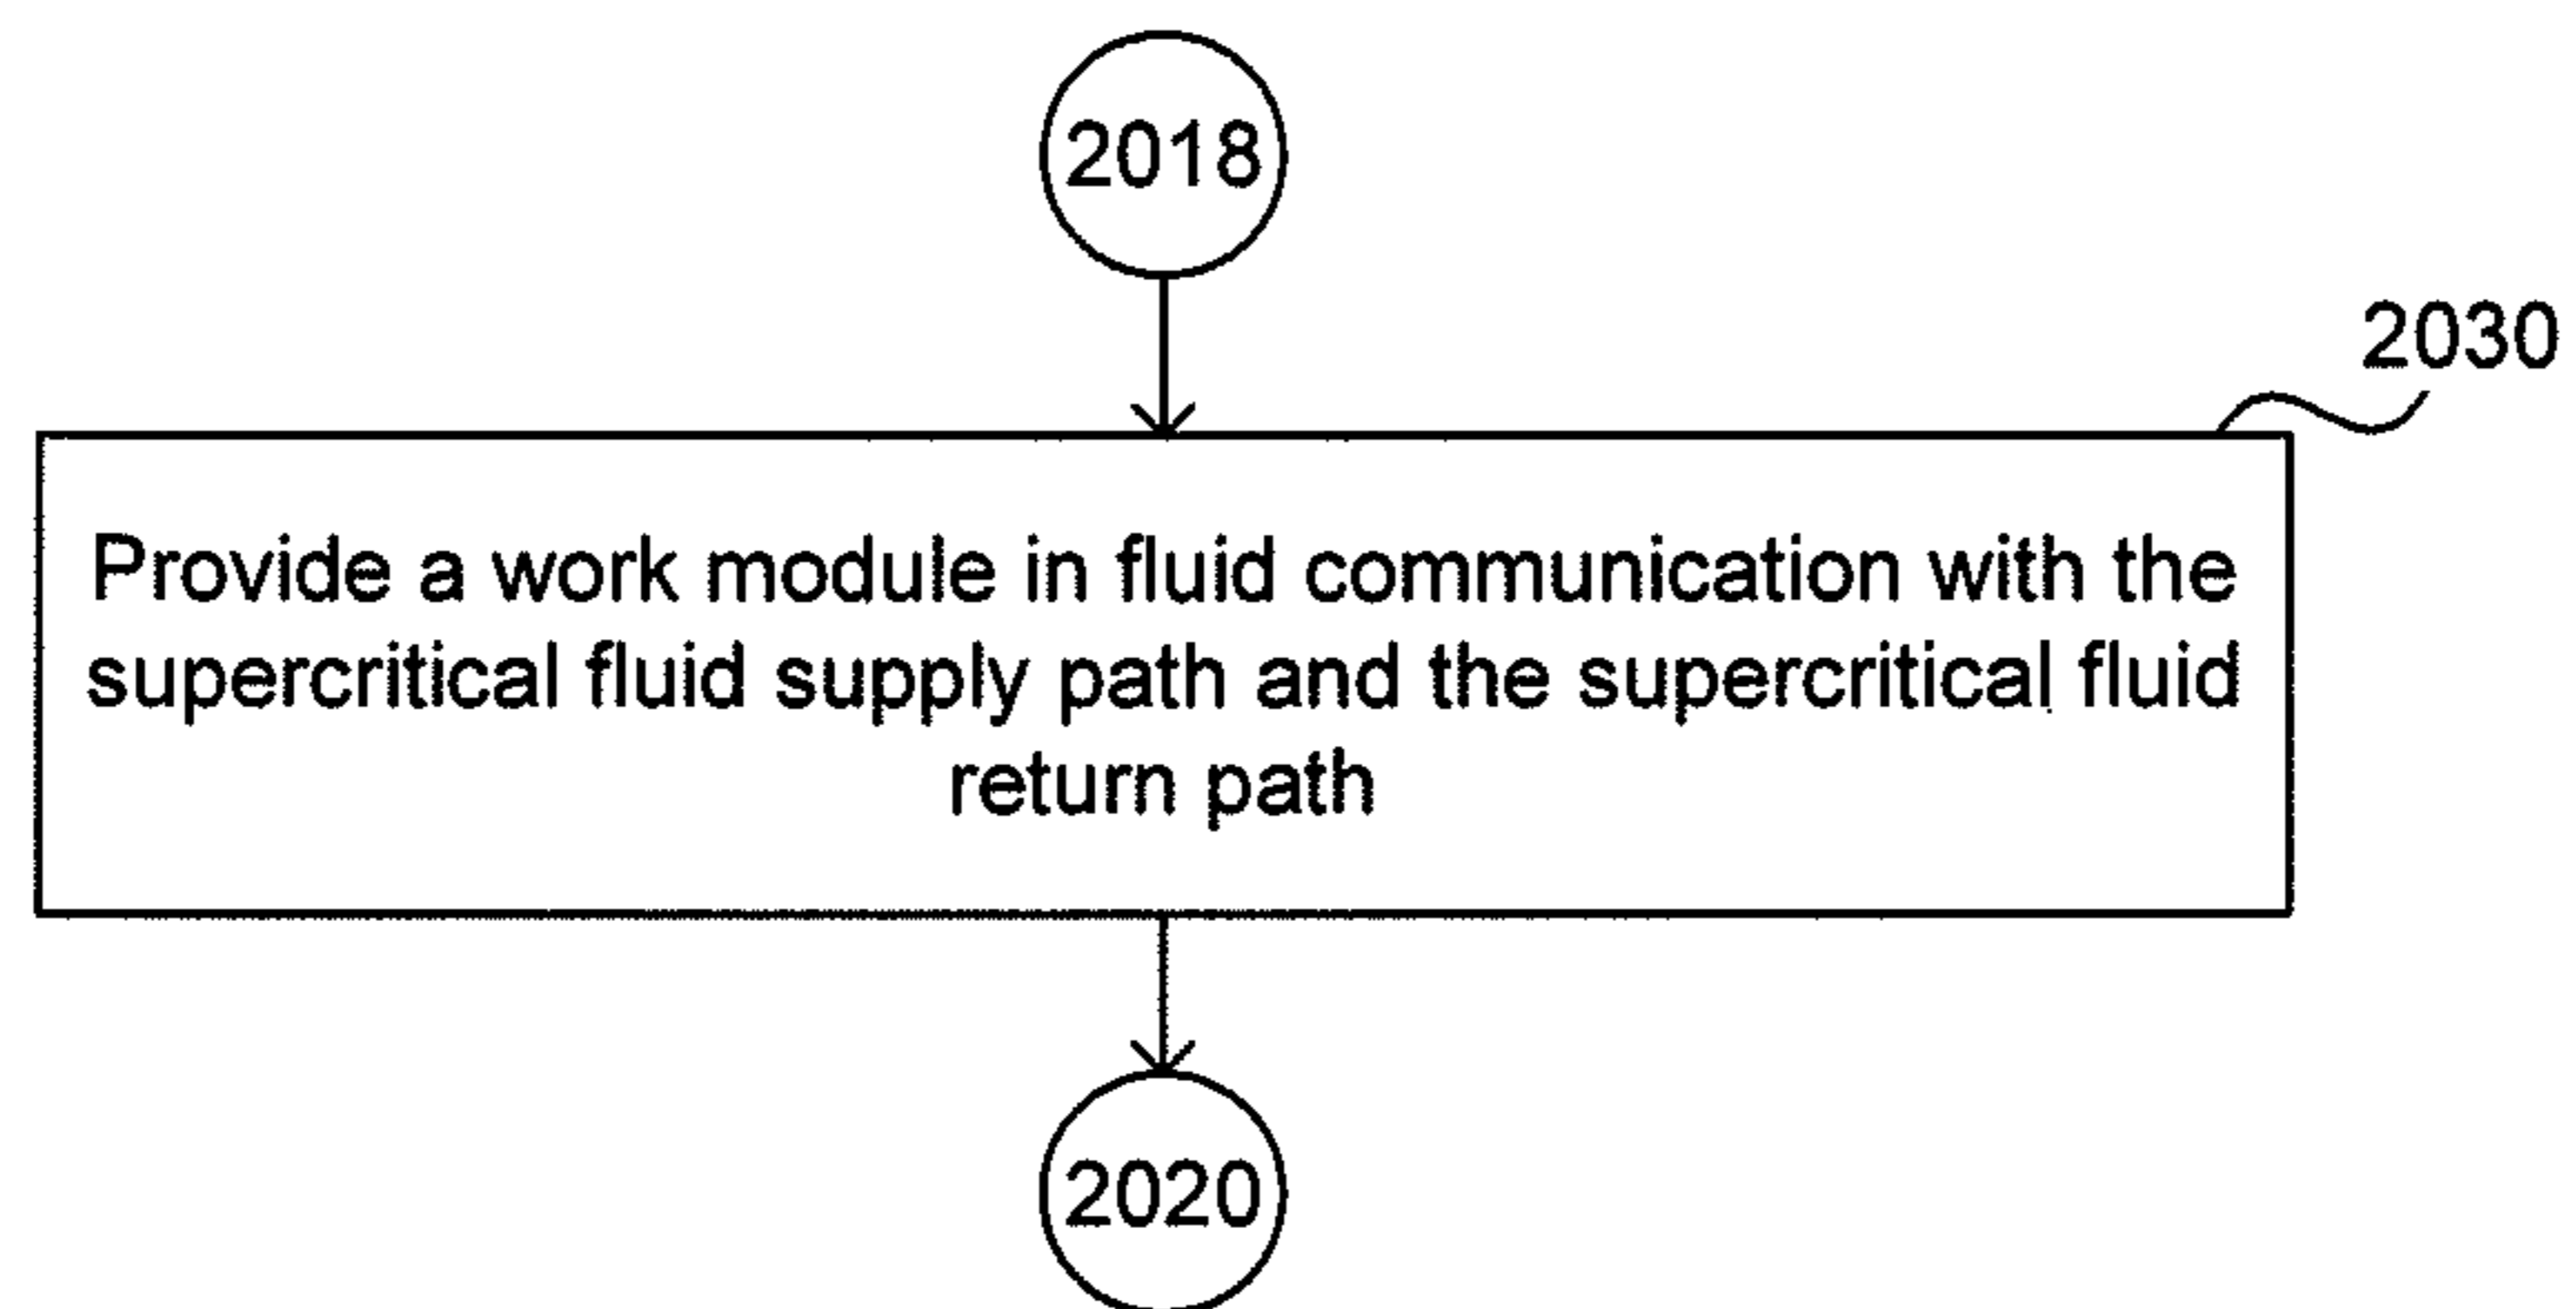 2018
2030
Provide a work module in fluid communication with the
supercritical fluid supply path and the supercritical fluid
return path
2020